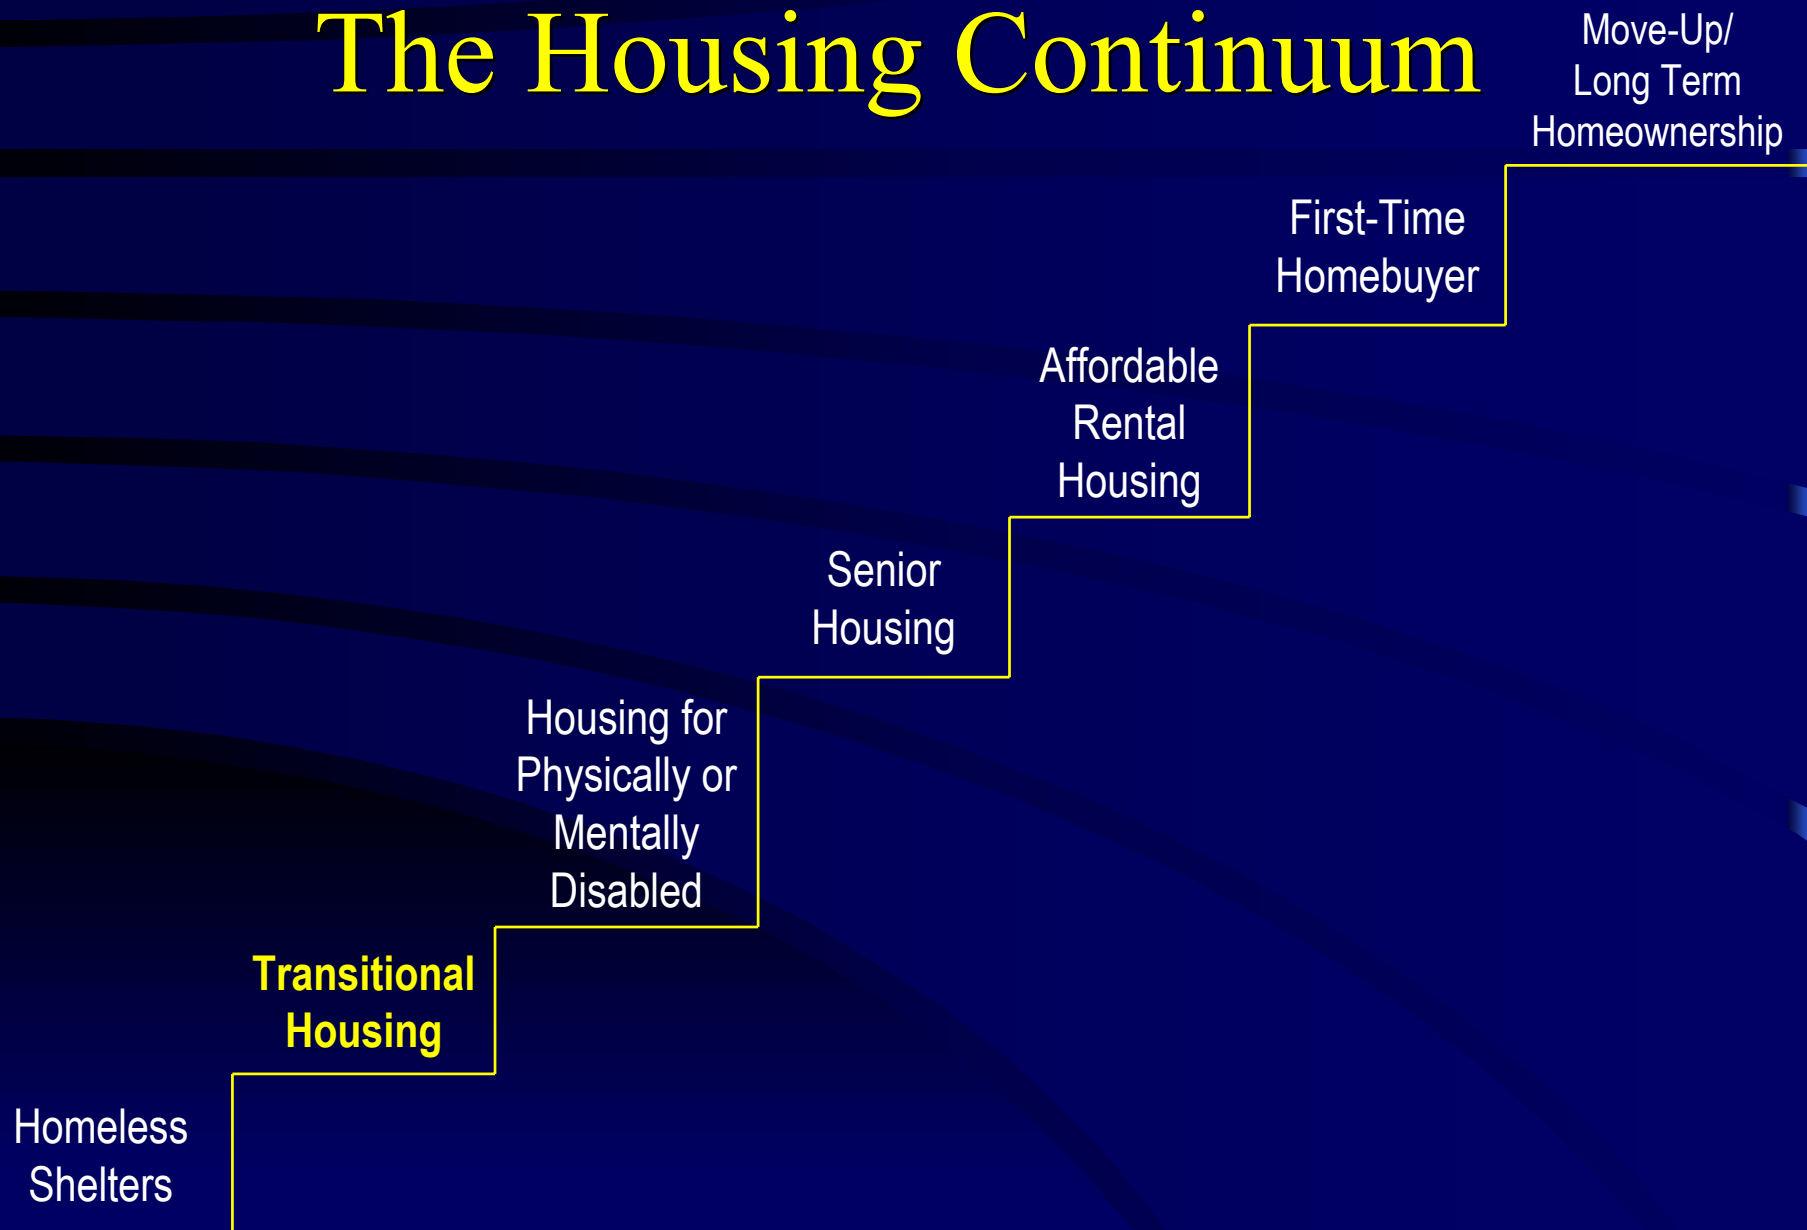 The Housing Continuum
Move-Up/
Long Term
Homeownership
First-Time
Homebuyer
Affordable
Rental
Housing
Senior
Housing
Housing for
Physically or
Mentally
Disabled
Transitional
Housing
Homeless
Shelters